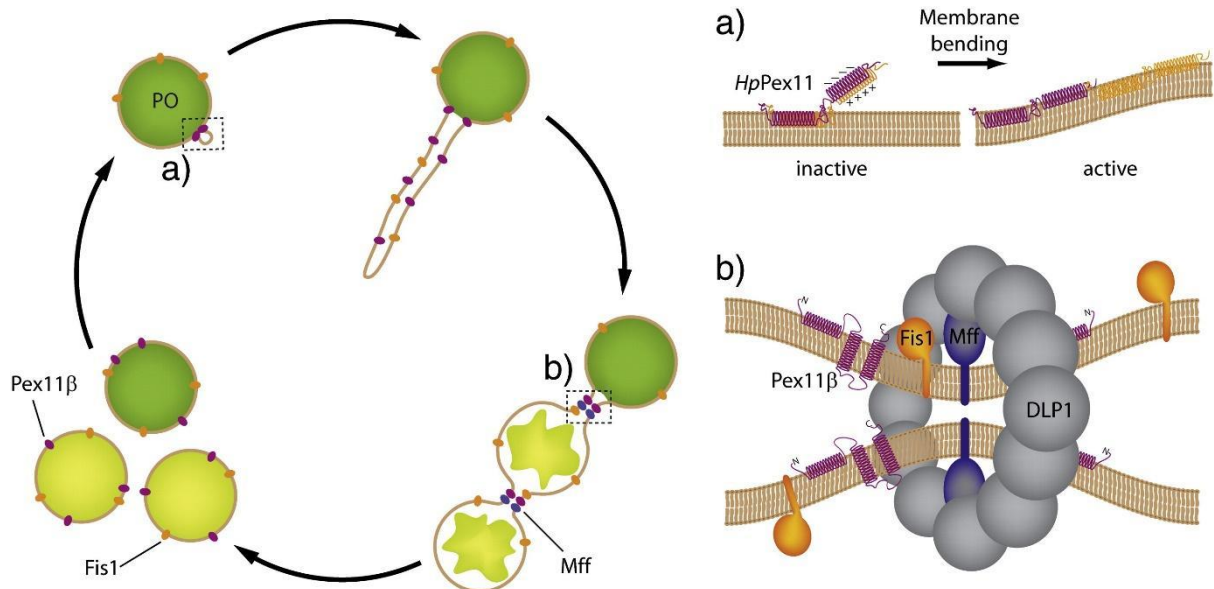 PO
a)
b)
Pex11β
Fis1
Mff
a)
Membrane
bending
HpPex11
− − − −
+ + + +
inactive
active
b)
N
C
N
Fis1
Mff
Pex11β
DLP1
N
C
N